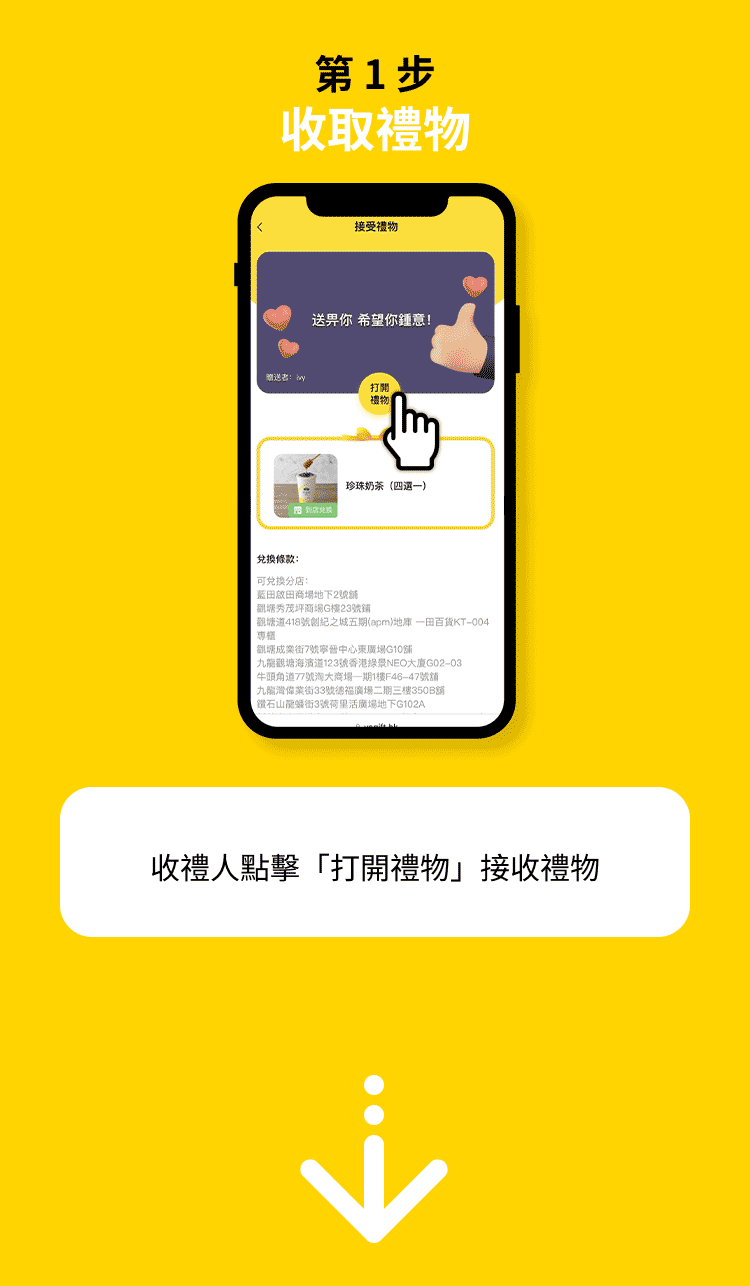 第 1 步
收取禮物
接受禮物
送畀你 希望你鍾意!
贈送者：ivy
打開
禮物
珍珠奶茶（四選一）
到店兌換
兌換條款：
可兌換分店：
藍田啟田商場地下2號舖
觀塘秀茂坪商場G樓23號鋪
觀塘道418號創紀之城五期(apm)地庫 一田百貨KT-004
專櫃
觀塘成業街7號寧晉中心東廣場G10舖
九龍觀塘海濱道123號香港綠景NEO大廈G02-03
牛頭角道77號淘大商場一期1樓F46-47號舖
九龍灣偉業街33號德福廣場二期三樓350B舖
鑽石山龍蟠街3號荷里活廣場地下G102A
收禮人點擊「打開禮物」接收禮物